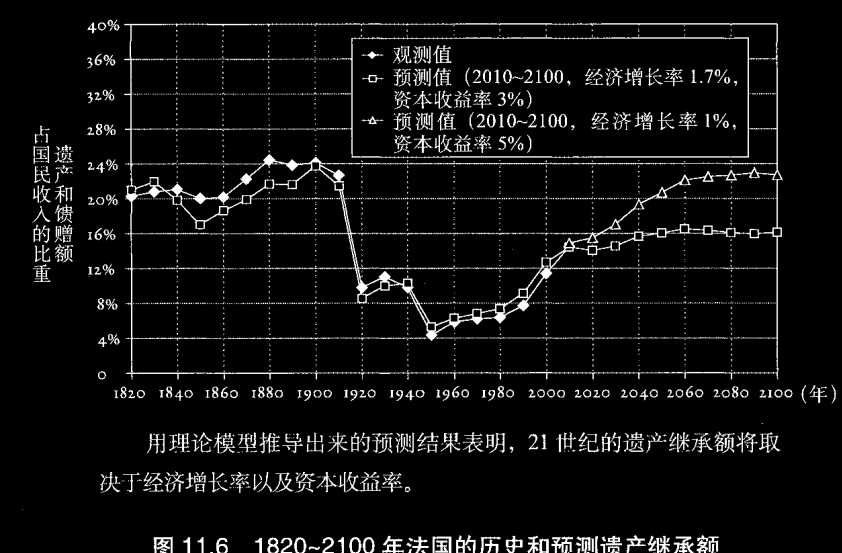 40%
36%
32%
28%
24%
20%
16%
12%
8%
4%
0
遗产和馈赠额
占国民收入的比重
观测值
预测值（2010~2100，经济增长率 1.7%，
资本收益率 3%）
预测值（2010~2100，经济增长率 1%，
资本收益率 5%）
1820 1840 1860 1880 1900 1920 1940 1960 1980 2000 2020 2040 2060 2080 2100 (年)
用理论模型推导出来的预测结果表明，21 世纪的遗产继承额将取
决于经济增长率以及资本收益率。
图 11.6 1820~2100 年法国的历史和预测遗产继承额